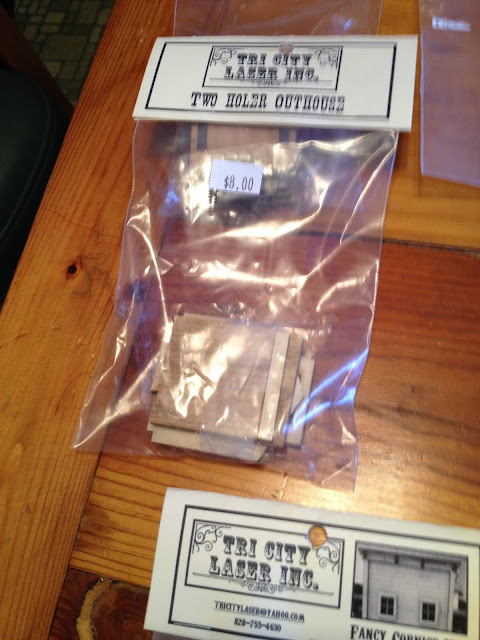 TRI CITY
LASER INC.
TWO HOLER OUTHOUSE
$8.00
TRI CITY
LASER INC.
TRICITYLASER@YAHOO.COM
828-755-4630
FANCY